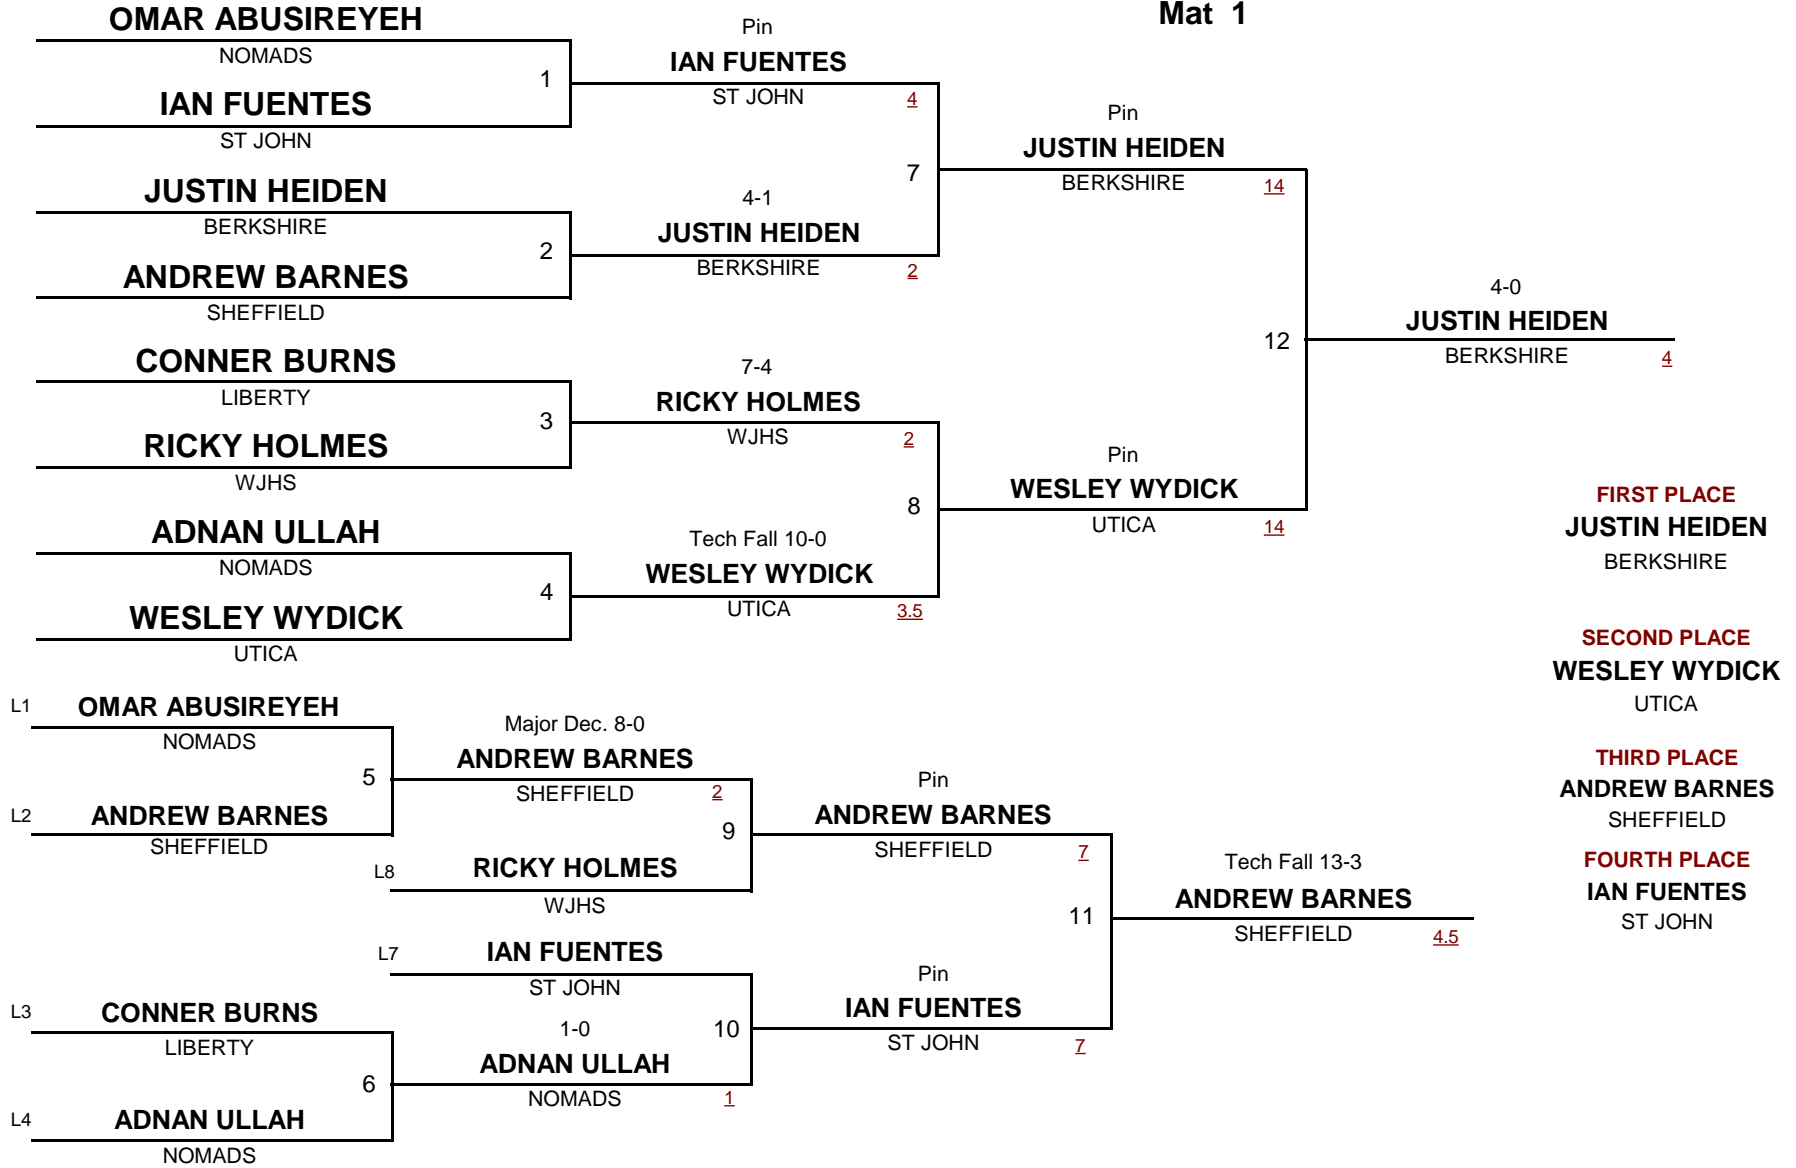 Mat 1
OMAR ABUSIREYEH
NOMADS
1
IAN FUENTES
ST JOHN
JUSTIN HEIDEN
BERKSHIRE
2
ANDREW BARNES
SHEFFIELD
CONNER BURNS
LIBERTY
3
RICKY HOLMES
WJHS
ADNAN ULLAH
NOMADS
4
WESLEY WYDICK
UTICA
Pin
IAN FUENTES
ST JOHN 4
7
4-1
JUSTIN HEIDEN
BERKSHIRE 2
7-4
RICKY HOLMES
WJHS 2
8
Tech Fall 10-0
WESLEY WYDICK
UTICA 3.5
Pin
JUSTIN HEIDEN
BERKSHIRE 14
12
Pin
WESLEY WYDICK
UTICA 14
4-0
JUSTIN HEIDEN
BERKSHIRE 4
FIRST PLACE
JUSTIN HEIDEN
BERKSHIRE
SECOND PLACE
WESLEY WYDICK
UTICA
THIRD PLACE
ANDREW BARNES
SHEFFIELD
FOURTH PLACE
IAN FUENTES
ST JOHN
L1 OMAR ABUSIREYEH
NOMADS
5
L2 ANDREW BARNES
SHEFFIELD
Major Dec. 8-0
ANDREW BARNES
SHEFFIELD 2
9
L8 RICKY HOLMES
WJHS
L7 IAN FUENTES
ST JOHN
L3 CONNER BURNS
LIBERTY
6
L4 ADNAN ULLAH
NOMADS
1-0 10
ADNAN ULLAH
NOMADS 1
Pin
ANDREW BARNES
SHEFFIELD 7
11
Pin
IAN FUENTES
ST JOHN 7
Tech Fall 13-3
ANDREW BARNES
SHEFFIELD 4.5